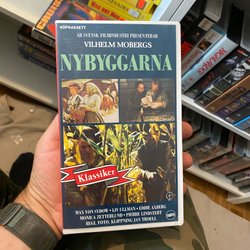 KÖPKASSETT
AB SVENSK FILMINDUSTRI PRESENTERAR
VILHELM MOBERGS
NYBYGGARNA
Klassiker
MAX VON SYDOW • LIV ULLMAN • EDDIE AXBERG
MONICA ZETTERLUND • PIERRE LINDSTEDT
REGI, FOTO, KLIPPNING JAN TROELL